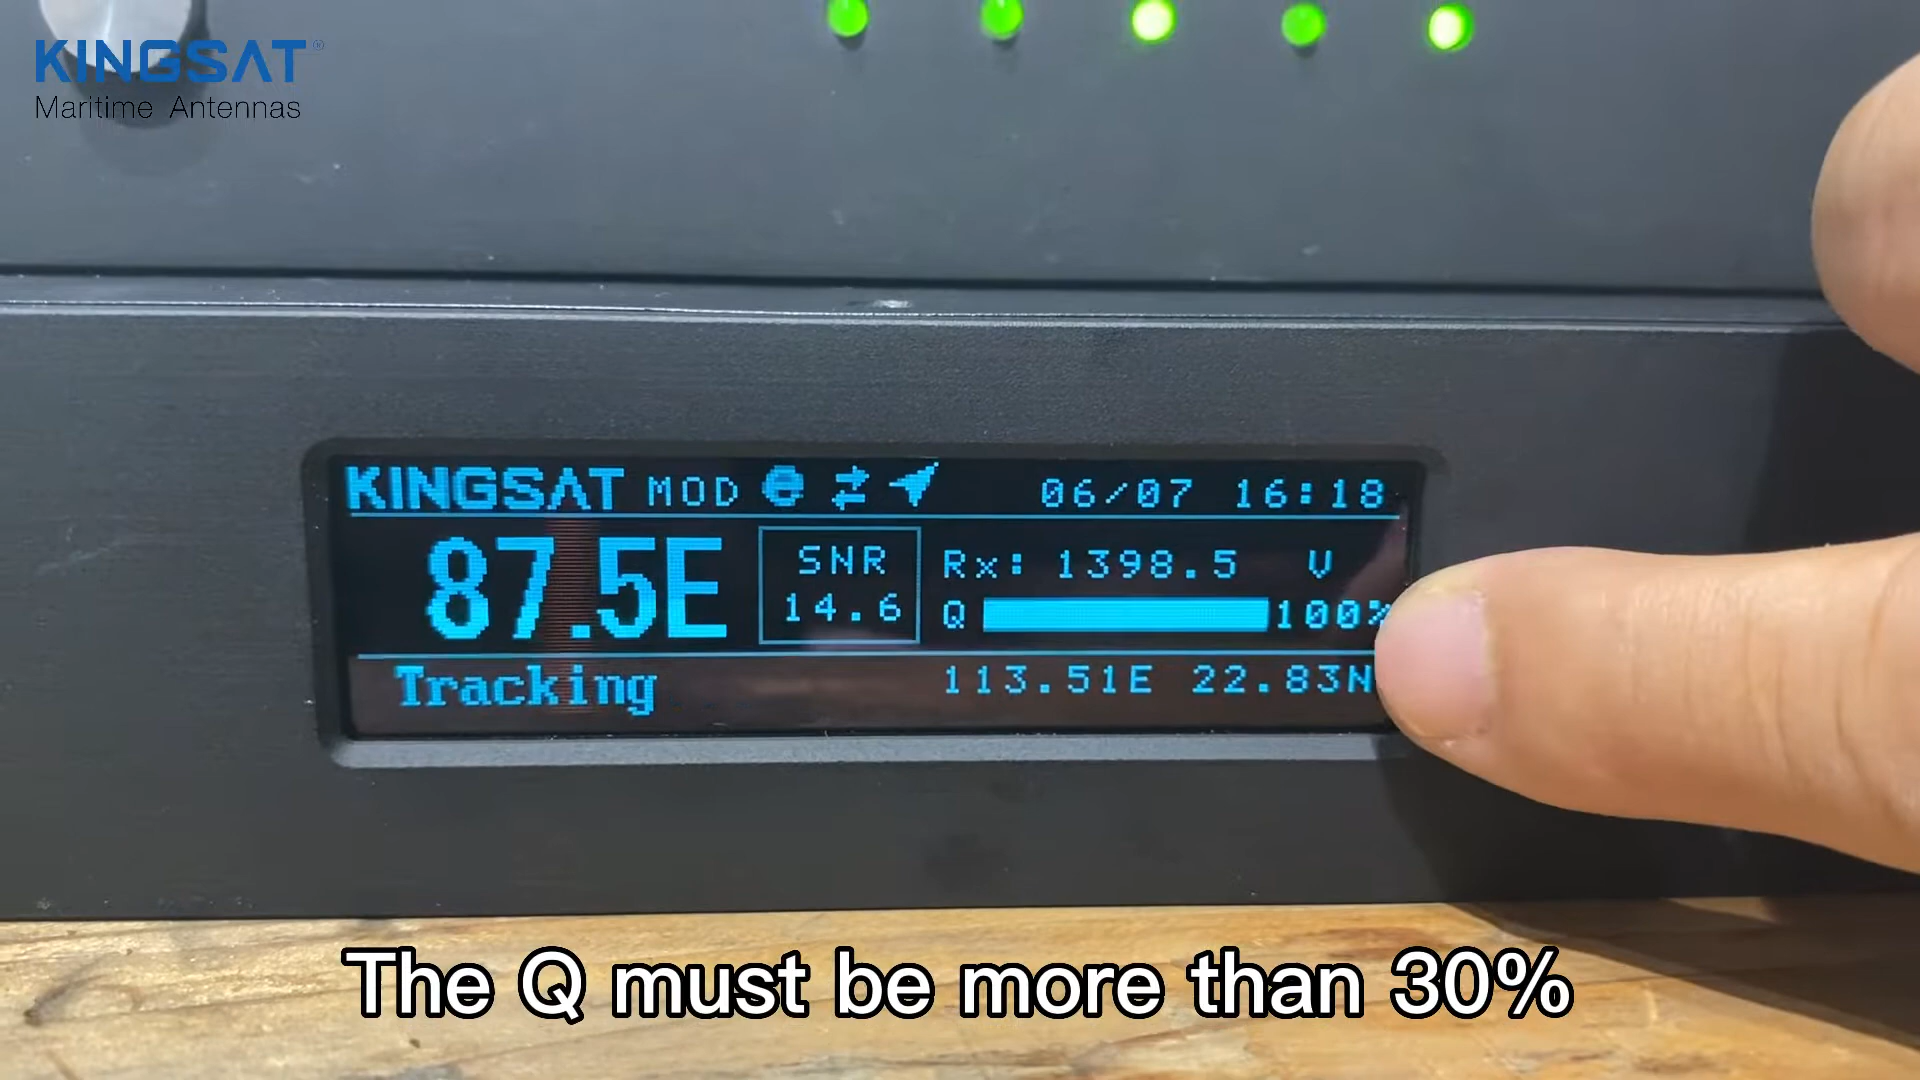 KINGSAT®
Maritime Antennas
KINGSAT MOD 06/07 16:18
87.5E
SNR
14.6
Rx: 1398.5 V
Q 100%
Tracking
113.51E 22.83N
The Q must be more than 30%